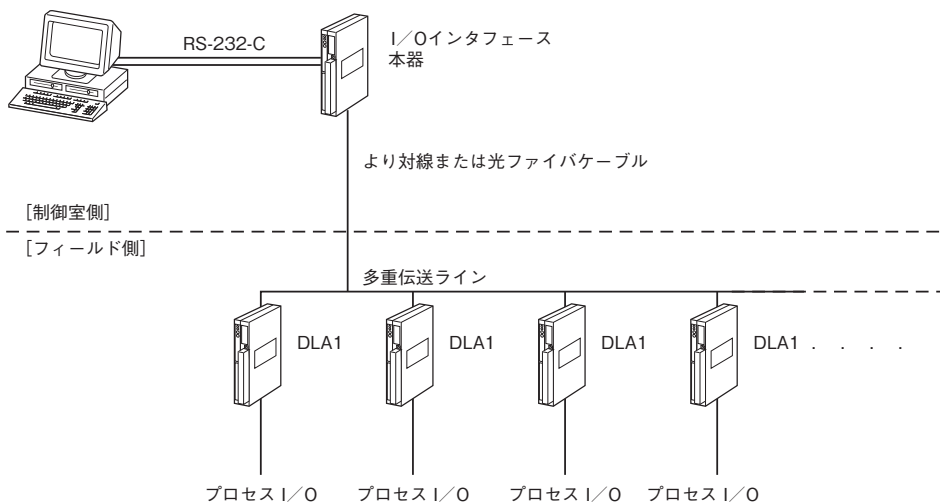 RS-232-C
I／Oインタフェース
本器
より対線または光ファイバケーブル
[制御室側]
[フィールド側]
多重伝送ライン
DLA1
DLA1
DLA1
DLA1 . . . .
プロセス I／O
プロセス I／O
プロセス I／O
プロセス I／O